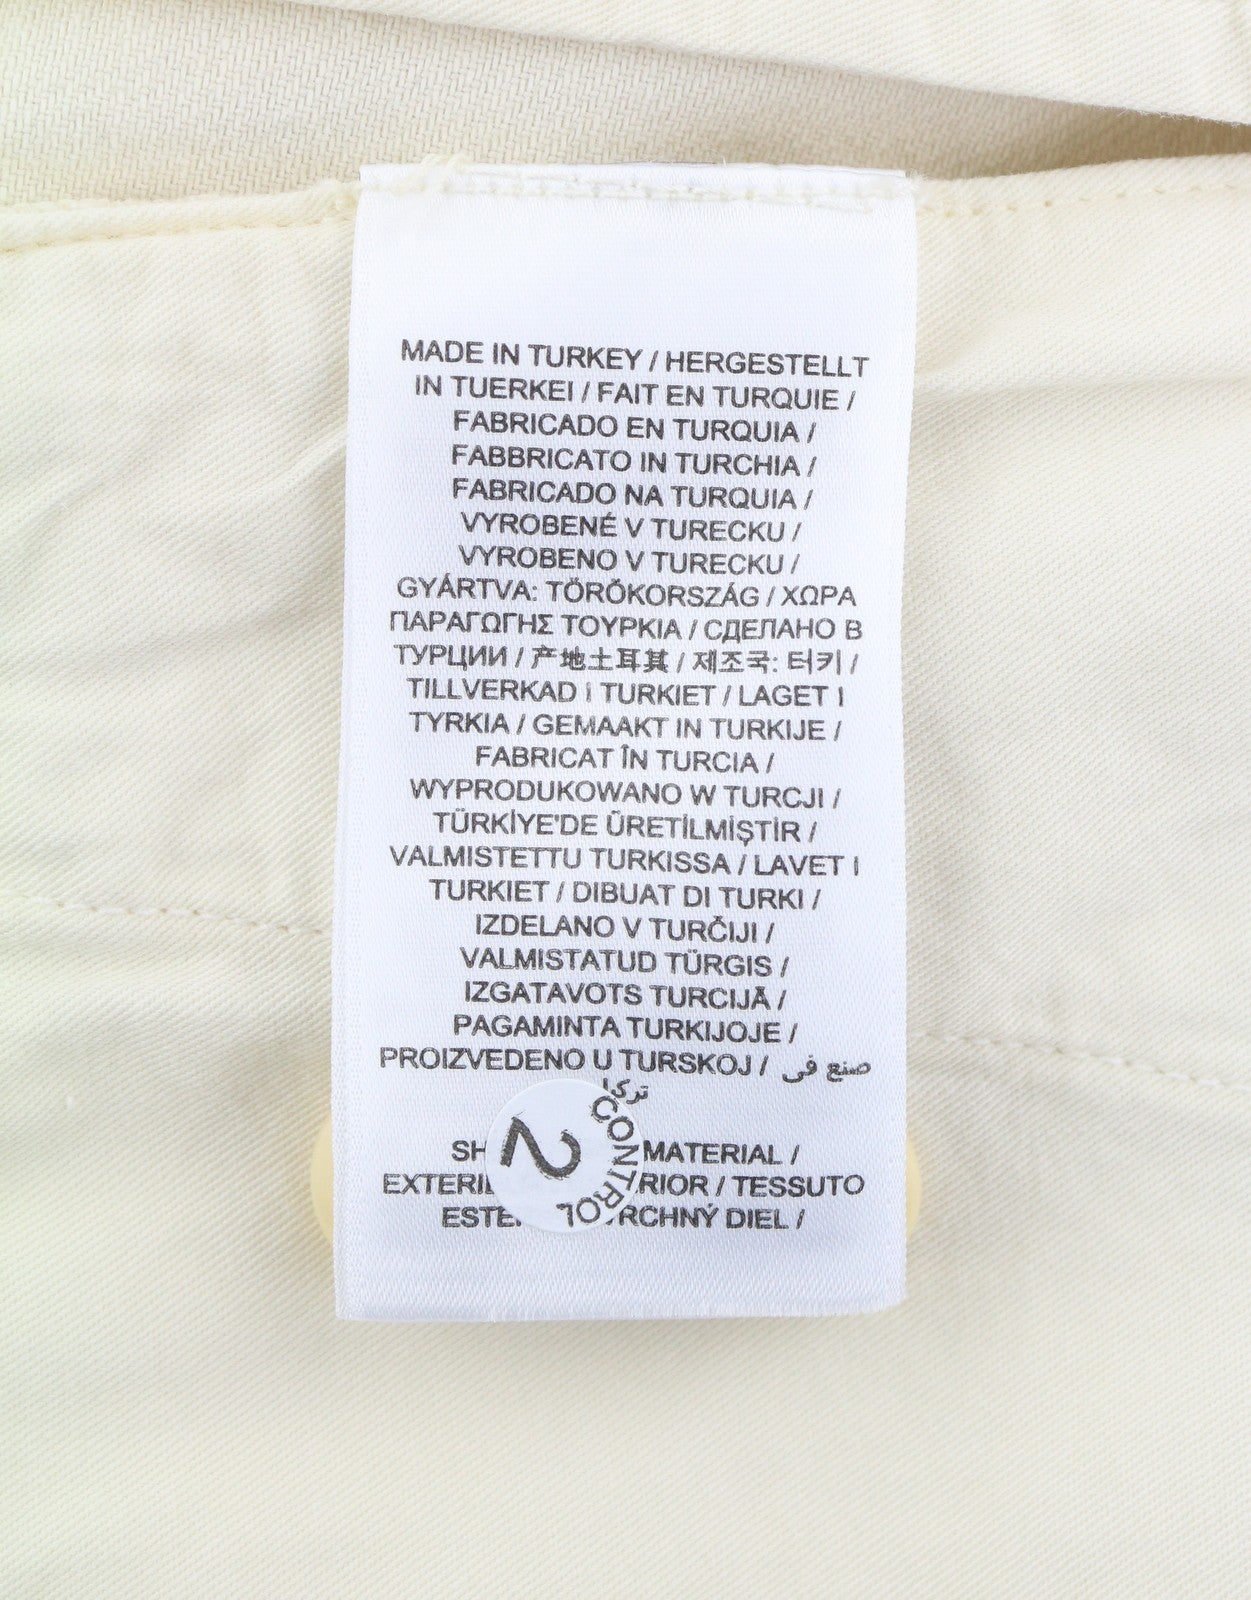 MADE IN TURKEY / HERGESTELLT
IN TUERKEI / FAIT EN TURQUIE /
FABRICADO EN TURQUIA /
FABBRICATO IN TURCHIA /
FABRICADO NA TURQUIA /
VYROBENÉ V TURECKU /
VYROBENO V TURECKU /
GYÁRTVA: TÖRÖKORSZÁG / ΧΩΡΑ
ΠΑΡΑΓΩΓΗΣ ΤΟΥΡΚΙΑ / СДЕЛАНО В
ТУРЦИИ / 产地土耳其 / 제조국: 터키 /
TILLVERKAD I TURKIET / LAGET I
TYRKIA / GEMAAKT IN TURKIJE /
FABRICAT ÎN TURCIA /
WYPRODUKOWANO W TURCJI /
TÜRKİYE'DE ÜRETİLMİŞTİR /
VALMISTETTU TURKISSA / LAVET I
TURKIET / DIBUAT DI TURKI /
IZDELANO V TURČIJI /
VALMISTATUD TÜRGIS /
IZGATAVOTS TURCIJĀ /
PAGAMINTA TURKIJOJE /
PROIZVEDENO U TURSKOJ / صنع في
تركيا
MATERIAL /
TESSUTO
DIEL /
2
CONTROL